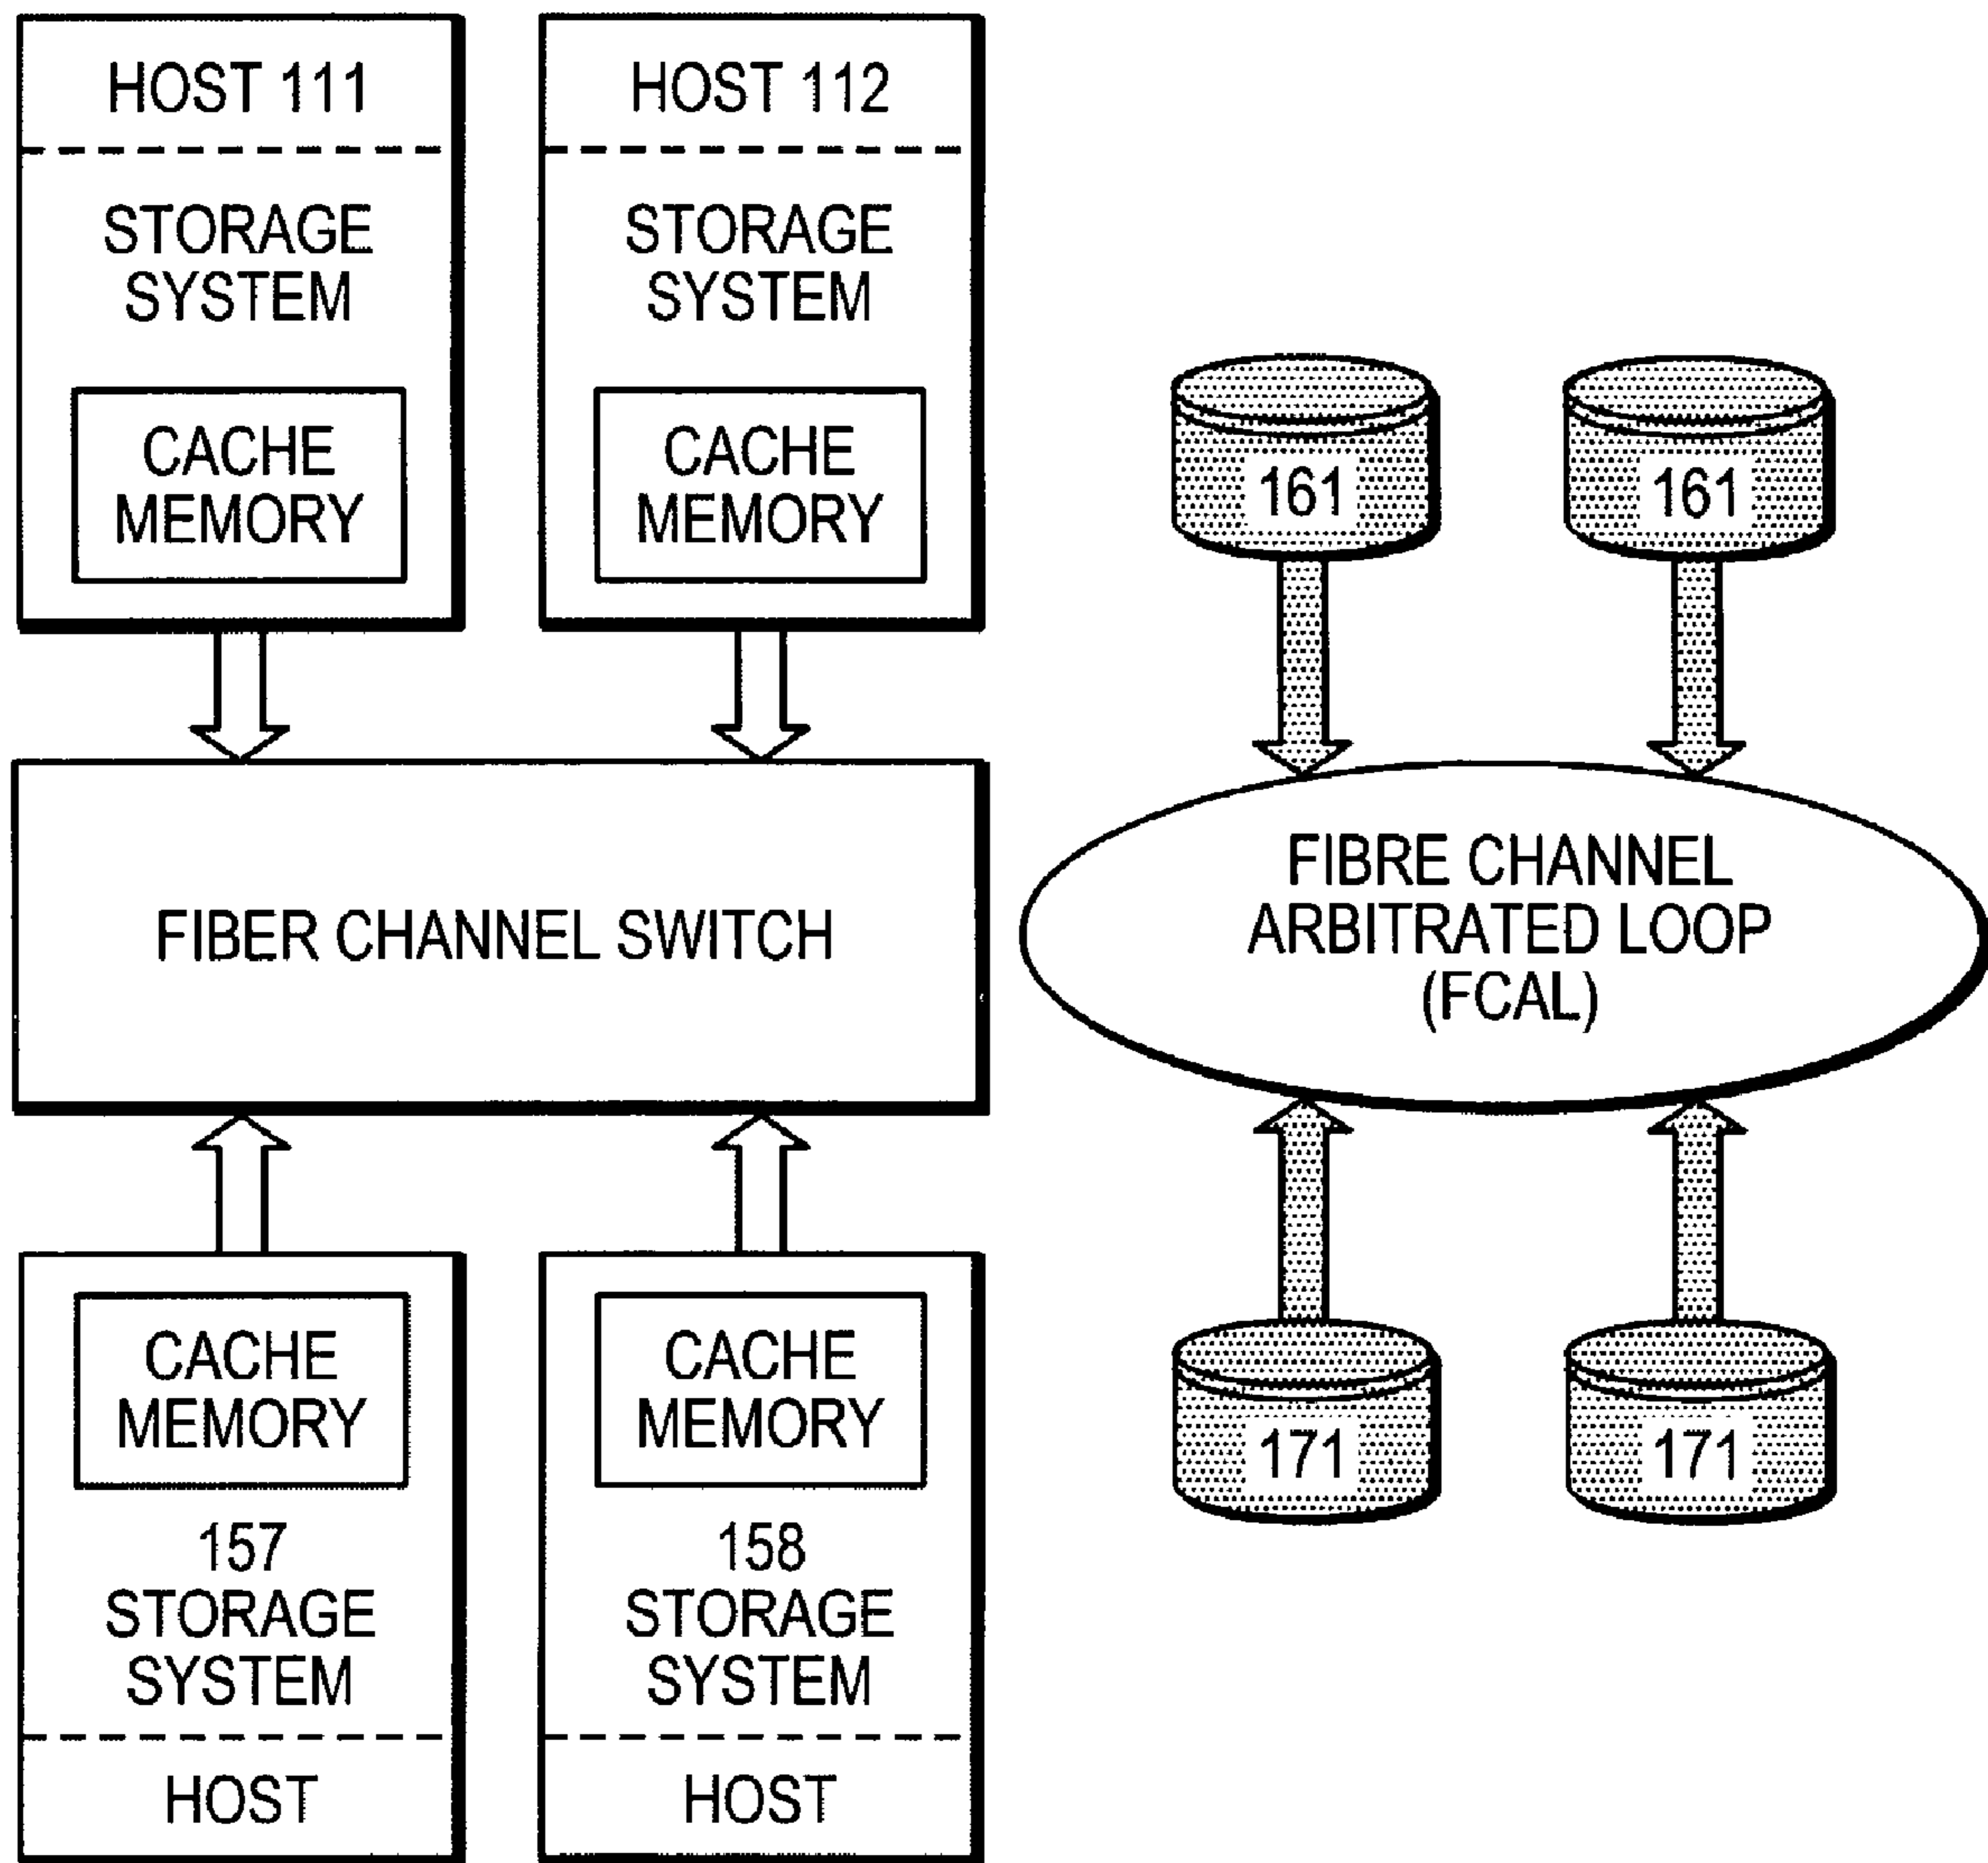 HOST 111
STORAGE
SYSTEM
CACHE
MEMORY
HOST 112
STORAGE
SYSTEM
CACHE
MEMORY
161
161
FIBER CHANNEL SWITCH
FIBRE CHANNEL
ARBITRATED LOOP
(FCAL)
CACHE
MEMORY
157
STORAGE
SYSTEM
HOST
CACHE
MEMORY
158
STORAGE
SYSTEM
HOST
171
171